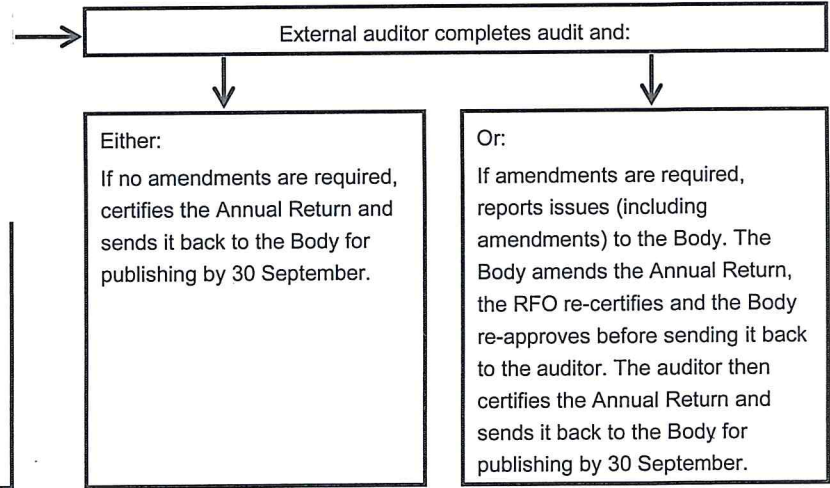 External auditor completes audit and:
Either:
If no amendments are required,
certifies the Annual Return and
sends it back to the Body for
publishing by 30 September.
Or:
If amendments are required,
reports issues (including
amendments) to the Body. The
Body amends the Annual Return,
the RFO re-certifies and the Body
re-approves before sending it back
to the auditor. The auditor then
certifies the Annual Return and
sends it back to the Body for
publishing by 30 September.